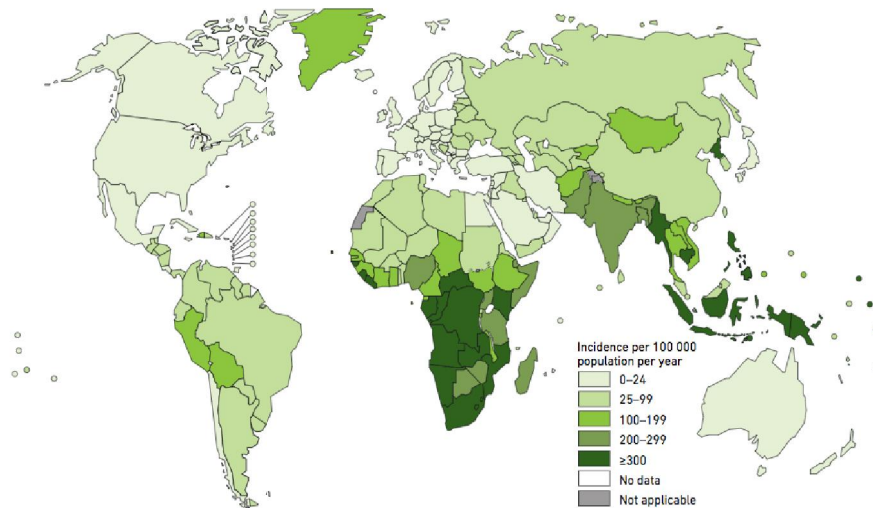 Incidence per 100 000
population per year
0–24
25–99
100–199
200–299
≥300
No data
Not applicable